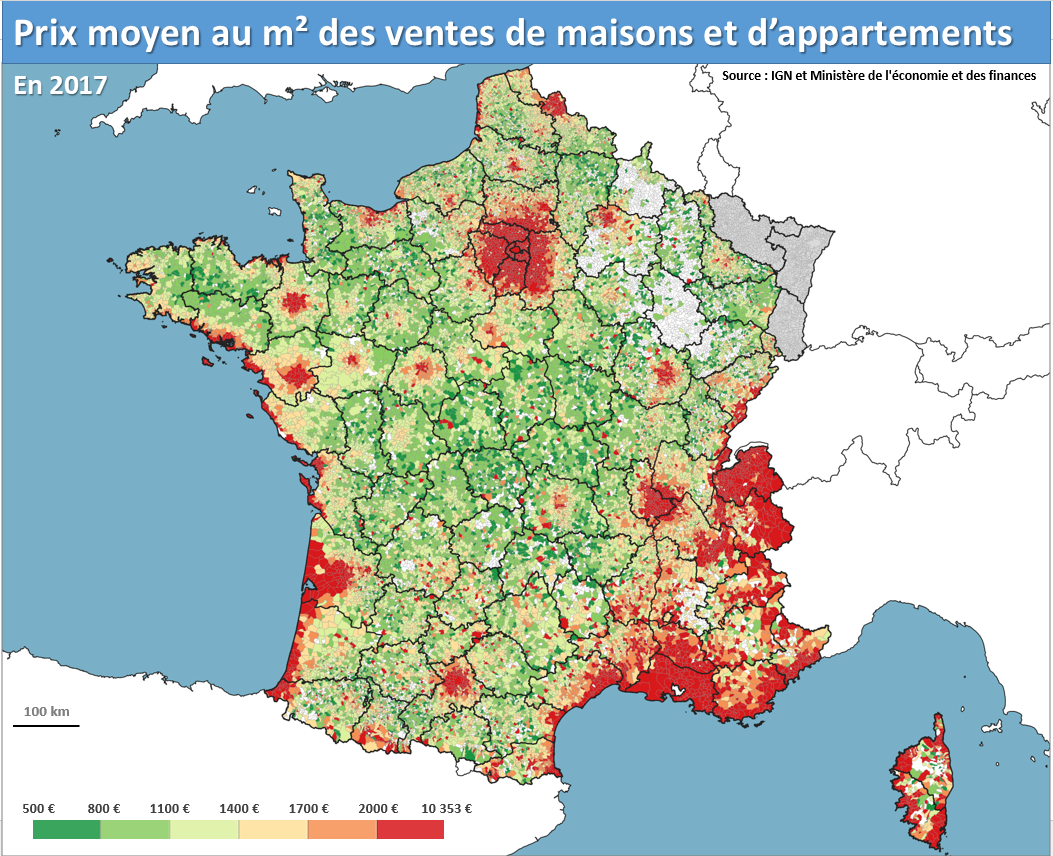 Prix moyen au m² des ventes de maisons et d’appartements
En 2017
Source : IGN et Ministère de l'économie et des finances
100 km
500 € 800 € 1100 € 1400 € 1700 € 2000 € 10 353 €